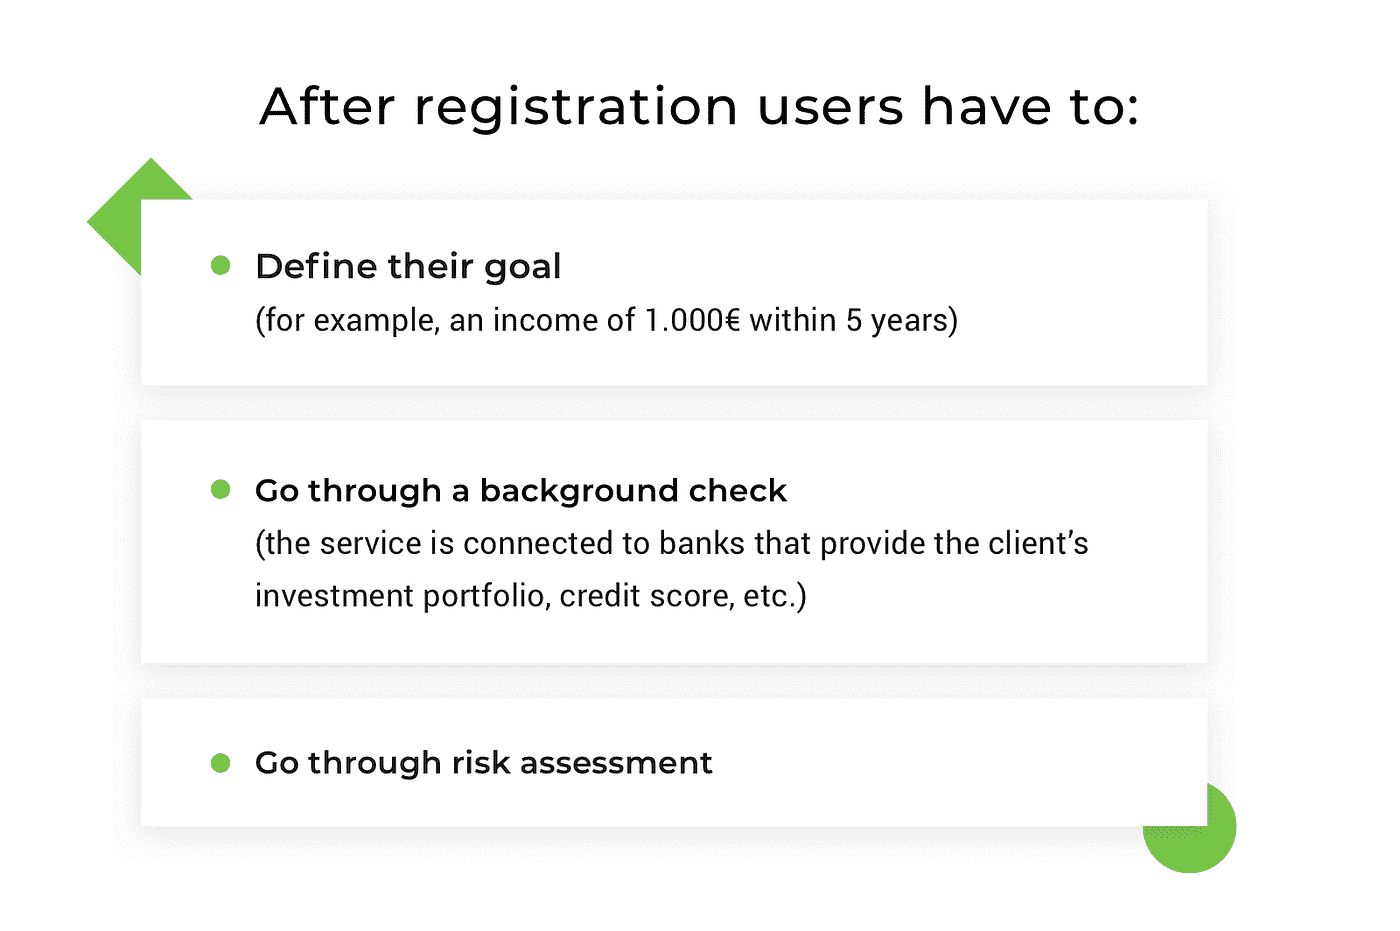 After registration users have to:
Define their goal
(for example, an income of 1.000€ within 5 years)
Go through a background check
(the service is connected to banks that provide the client’s
investment portfolio, credit score, etc.)
Go through risk assessment